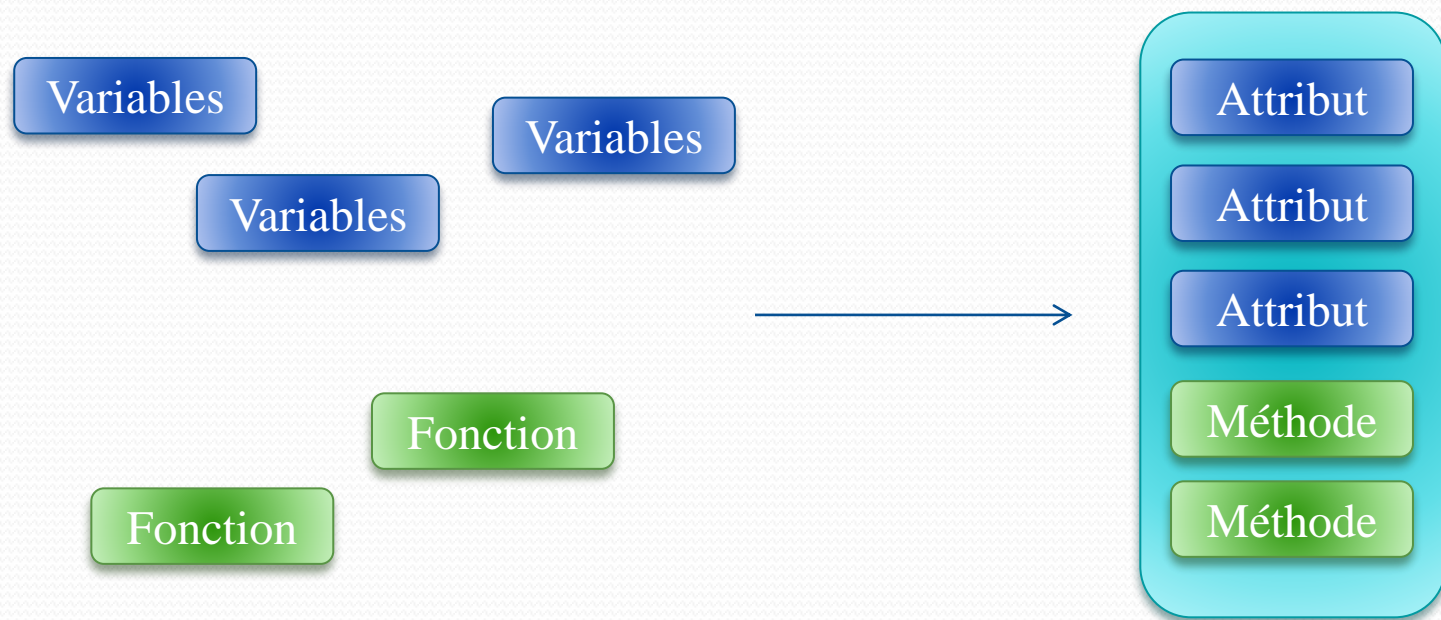 Variables
Variables
Variables
Fonction
Fonction
Attribut
Attribut
Attribut
Méthode
Méthode